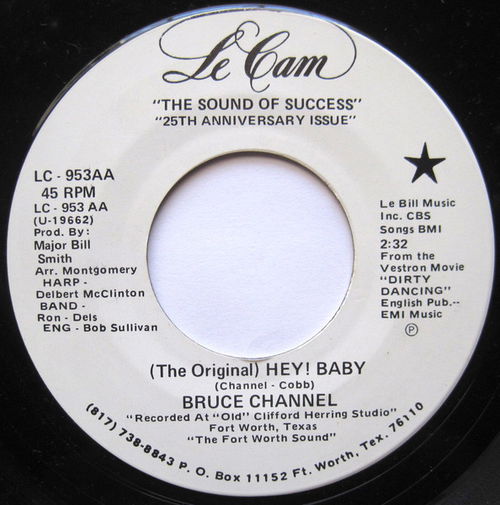 Le Cam
"THE SOUND OF SUCCESS"
"25TH ANNIVERSARY ISSUE"
LC - 953AA
45 RPM
LC - 953 AA
(U-19662)
Prod. By:
Major Bill
Smith
Arr. Montgomery
HARP -
Delbert McClinton
BAND -
Ron - Dels
ENG - Bob Sullivan
Le Bill Music
Inc. CBS
Songs BMI
2:32
From the
Vestron Movie
"DIRTY
DANCING"
English Pub.--
EMI Music
Ⓟ
(The Original) HEY! BABY
(Channel - Cobb)
BRUCE CHANNEL
"Recorded At "Old" Clifford Herring Studio"
Fort Worth, Texas
"The Fort Worth Sound"
(817) 738-8843 P. O. Box 11152 Ft. Worth, Tex. 76110